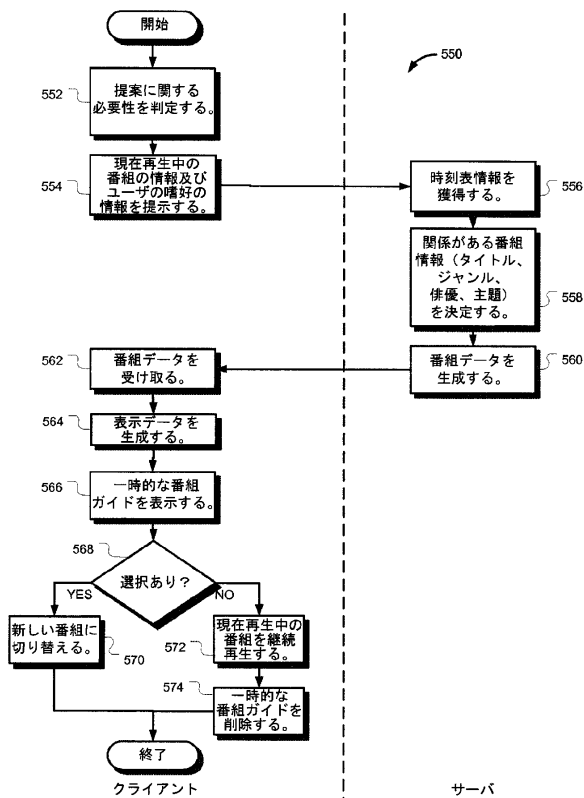 開始
550
552
提案に関する
必要性を判定する。
554
現在再生中の
番組の情報及び
ユーザの嗜好の
情報を提示する。
時刻表情報を
獲得する。
556
関係がある番組
情報（タイトル、
ジャンル、
俳優、主題）
を決定する。
558
562
番組データを
受け取る。
番組データを
生成する。
560
564
表示データを
生成する。
566
一時的な番組
ガイドを表示する。
568
選択あり？
YES
NO
新しい番組に
切り替える。
570
572
現在再生中の
番組を継続
再生する。
574
一時的な
番組ガイドを
削除する。
終了
クライアント
サーバ